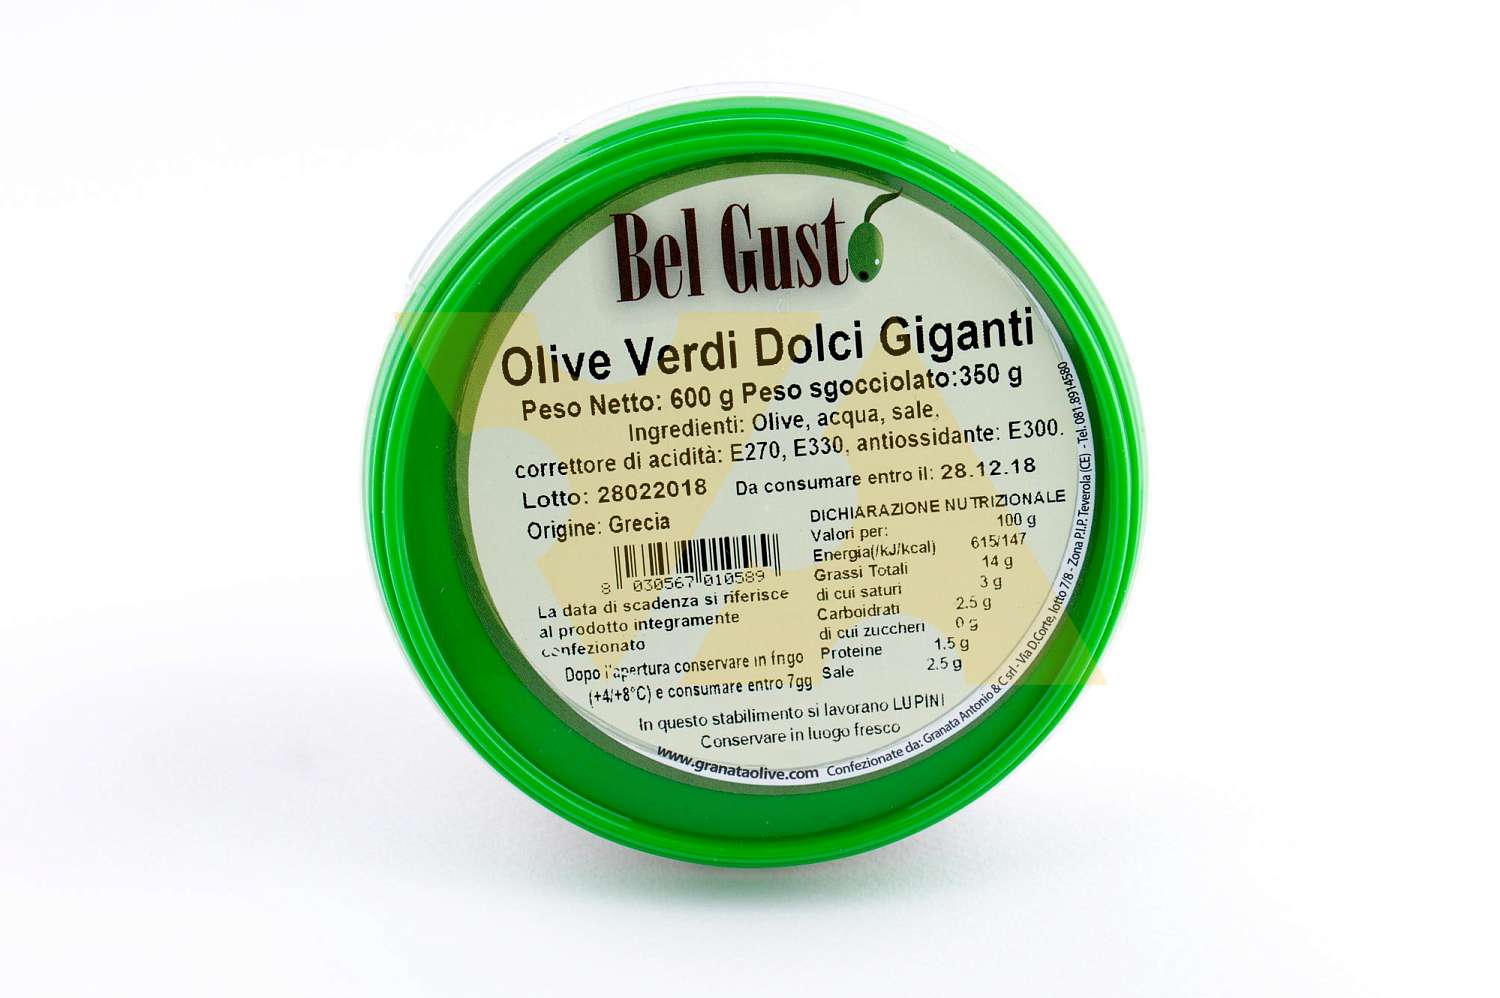 Bel Gusto
Olive Verdi Dolci Giganti
Peso Netto: 600 g Peso sgocciolato:350 g
Ingredienti: Olive, acqua, sale.
correttore di acidità: E270, E330, antiossidante: E300.
Lotto: 28022018 Da consumare entro il: 28.12.18
Origine: Grecia
8 030567 010589
La data di scadenza si riferisce
al prodotto integramente
confezionato
DICHIARAZIONE NUTRIZIONALE
Valori per: 100 g
Energia(/kJ/kcal) 615/147
Grassi Totali 14 g
di cui saturi 3 g
Carboidrati 2.5 g
di cui zuccheri 0 g
Proteine 1.5 g
Sale 2.5 g
Dopo l'apertura conservare in frigo
(+4/+8°C) e consumare entro 7gg
In questo stabilimento si lavorano LUPINI
Conservare in luogo fresco
www.granataolive.com Confezionate da: Granata Antonio & C srl - Via D.Corte, lotto 7/8 - Zona P.I.P. Teverola (CE) - Tel. 081.8914580